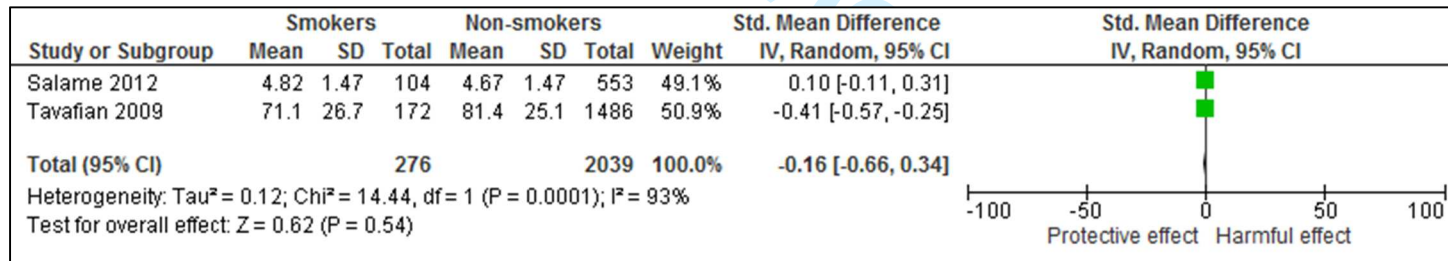 Smokers Non-smokers Std. Mean Difference Std. Mean Difference
Study or Subgroup Mean SD Total Mean SD Total Weight IV, Random, 95% CI IV, Random, 95% CI
Salame 2012 4.82 1.47 104 4.67 1.47 553 49.1% 0.10 [-0.11, 0.31]
Tavafian 2009 71.1 26.7 172 81.4 25.1 1486 50.9% -0.41 [-0.57, -0.25]
Total (95% CI) 276 2039 100.0% -0.16 [-0.66, 0.34]
Heterogeneity: Tau² = 0.12; Chi² = 14.44, df = 1 (P = 0.0001); I² = 93%
Test for overall effect: Z = 0.62 (P = 0.54)
-100 -50 0 50 100
Protective effect Harmful effect